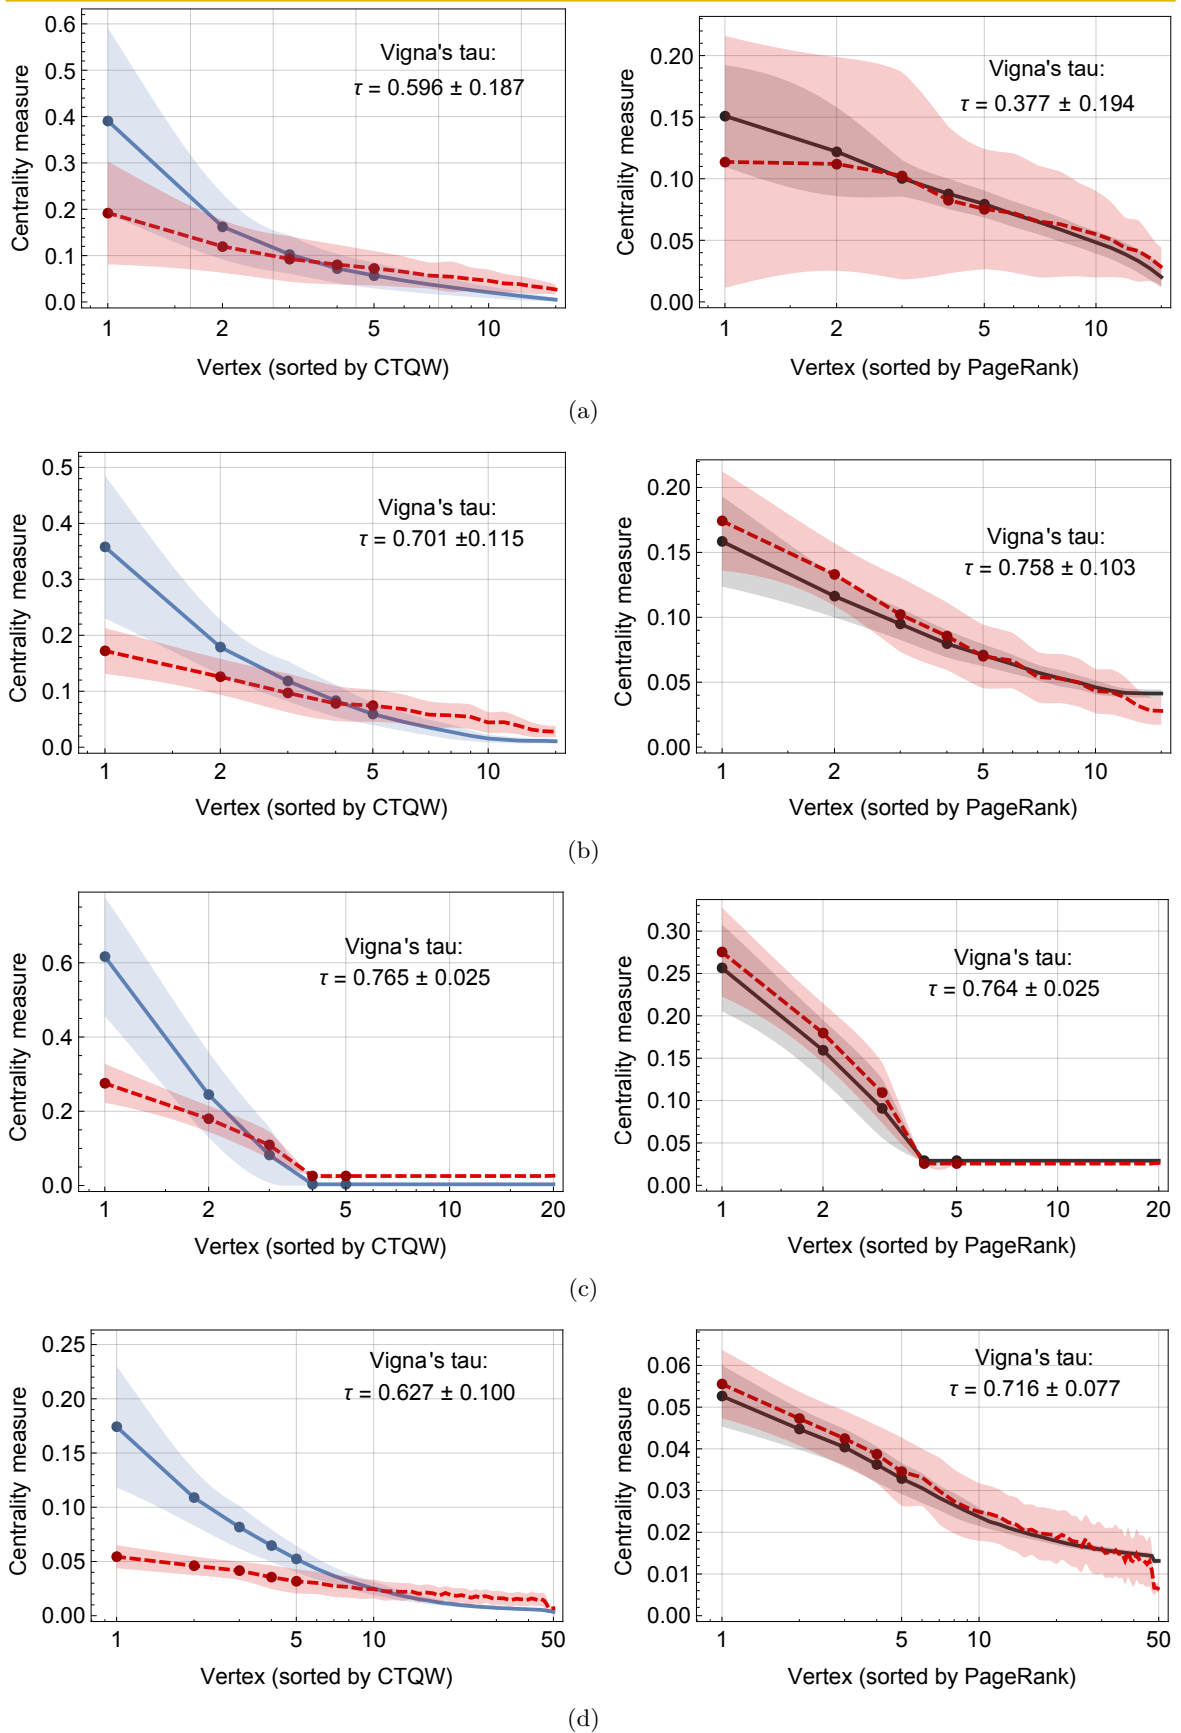 0.6
0.5
0.4
0.3
0.2
0.1
0.0
Centrality measure
Vigna's tau:
τ = 0.596 ± 0.187
1 2 5 10
Vertex (sorted by CTQW)
0.20
0.15
0.10
0.05
0.00
Centrality measure
Vigna's tau:
τ = 0.377 ± 0.194
1 2 5 10
Vertex (sorted by PageRank)
(a)
0.5
0.4
0.3
0.2
0.1
0.0
Centrality measure
Vigna's tau:
τ = 0.701 ±0.115
1 2 5 10
Vertex (sorted by CTQW)
0.20
0.15
0.10
0.05
0.00
Centrality measure
Vigna's tau:
τ = 0.758 ± 0.103
1 2 5 10
Vertex (sorted by PageRank)
(b)
0.6
0.4
0.2
0.0
Centrality measure
Vigna's tau:
τ = 0.765 ± 0.025
1 2 5 10 20
Vertex (sorted by CTQW)
0.30
0.25
0.20
0.15
0.10
0.05
0.00
Centrality measure
Vigna's tau:
τ = 0.764 ± 0.025
1 2 5 10 20
Vertex (sorted by PageRank)
(c)
0.25
0.20
0.15
0.10
0.05
0.00
Centrality measure
Vigna's tau:
τ = 0.627 ± 0.100
1 5 10 50
Vertex (sorted by CTQW)
0.06
0.05
0.04
0.03
0.02
0.01
0.00
Centrality measure
Vigna's tau:
τ = 0.716 ± 0.077
1 5 10 50
Vertex (sorted by PageRank)
(d)